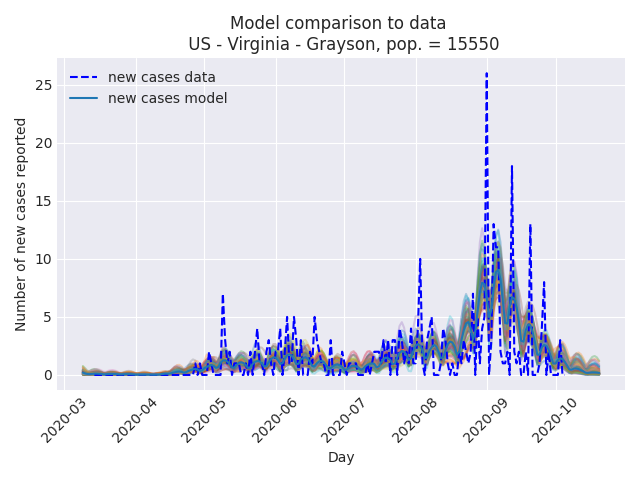 Model comparison to data
US - Virginia - Grayson, pop. = 15550
new cases data
new cases model
25
20
15
10
5
0
Number of new cases reported
2020-03
2020-04
2020-05
2020-06
2020-07
2020-08
2020-09
2020-10
Day